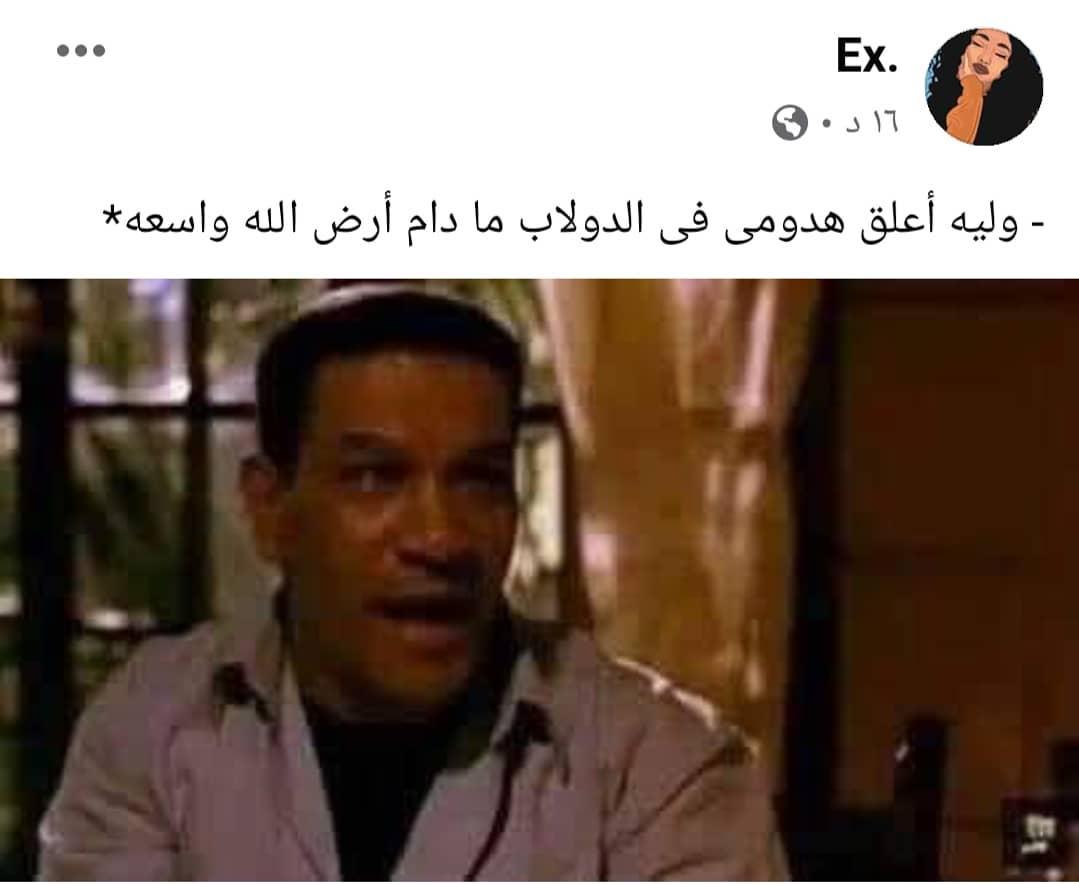 Ex.
١٦ د •
- وليه أعلق هدومى فى الدولاب ما دام أرض الله واسعه*